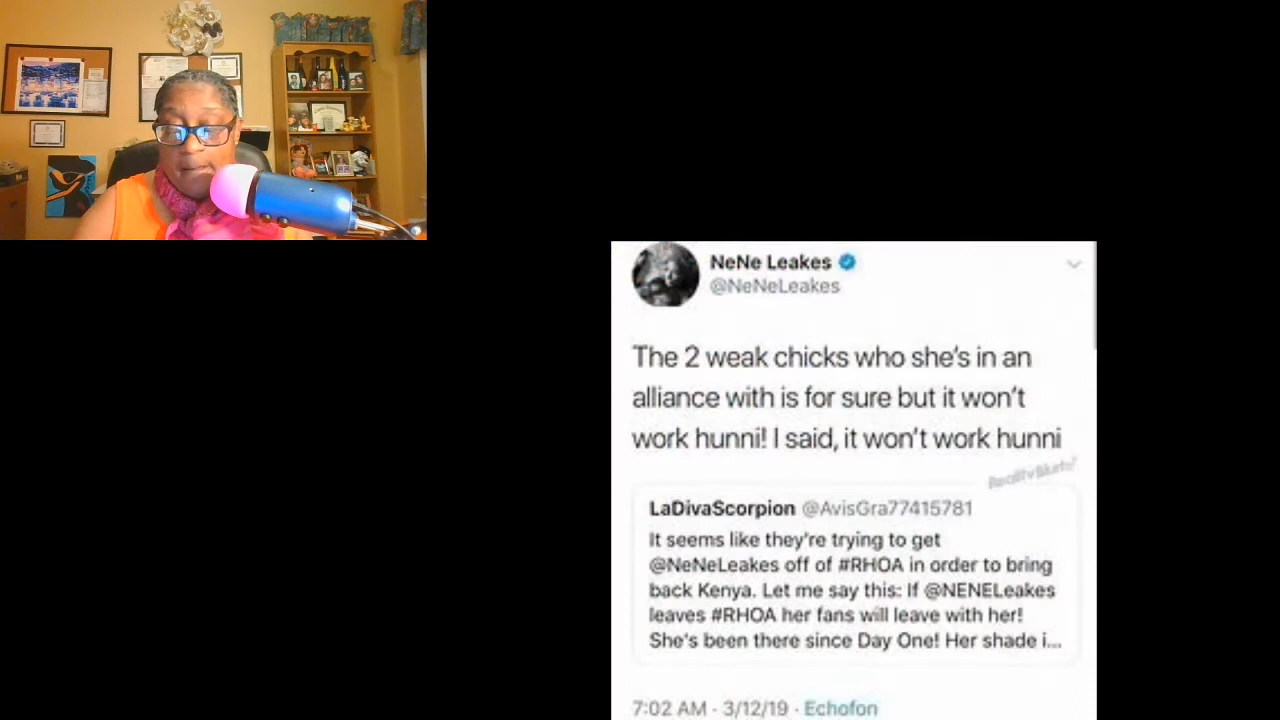 NeNe Leakes
@NeNeLeakes
The 2 weak chicks who she's in an
alliance with is for sure but it won't
work hunni! I said, it won't work hunni
LaDivaScorpion @AvisGra77415781
It seems like they're trying to get
@NeNeLeakes off of #RHOA in order to bring
back Kenya. Let me say this: If @NENELeakes
leaves #RHOA her fans will leave with her!
She's been there since Day One! Her shade i...
7:02 AM · 3/12/19 · Echofon